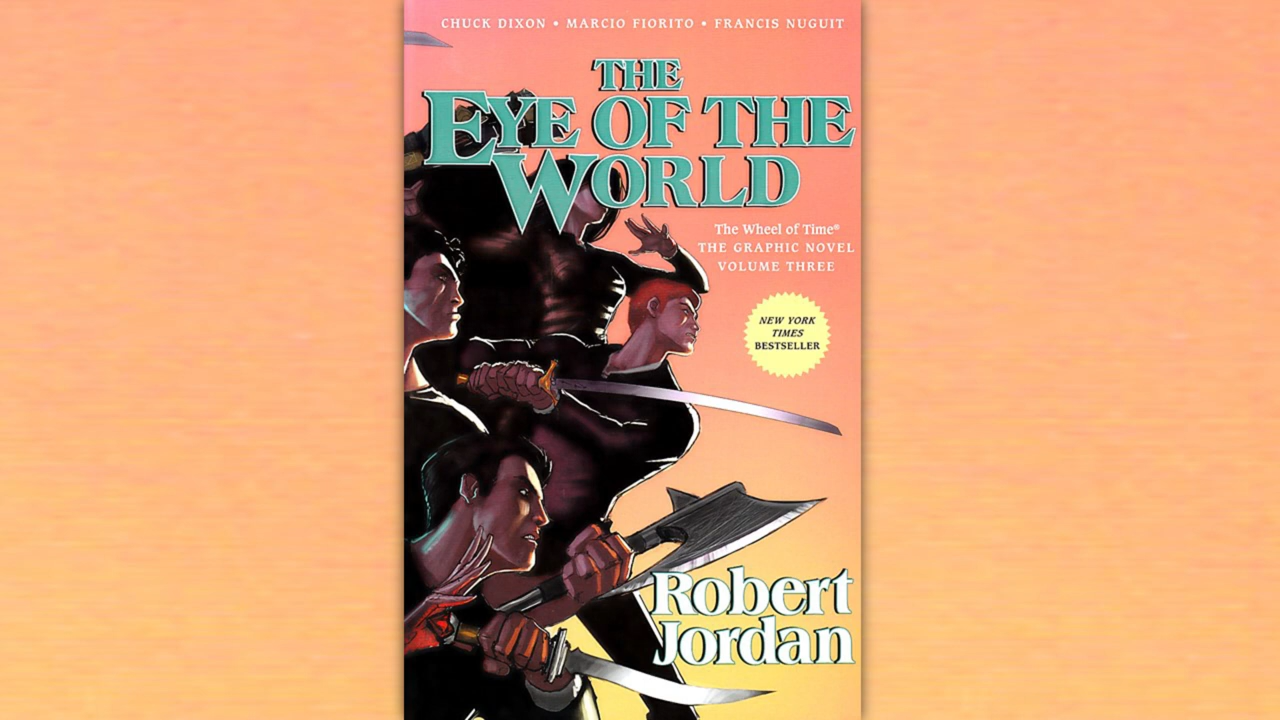 CHUCK DIXON • MARCIO FIORITO • FRANCIS NUGUIT
THE
EYE OF THE
WORLD
The Wheel of Time®
THE GRAPHIC NOVEL
VOLUME THREE
NEW YORK
TIMES
BESTSELLER
Robert
Jordan